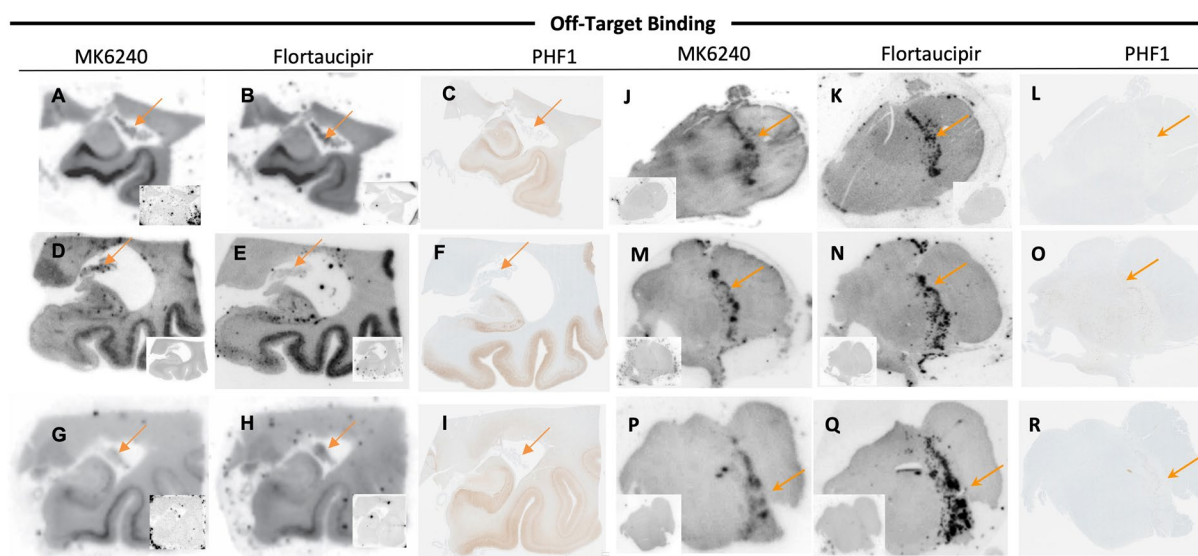 Off-Target Binding
MK6240 Flortaucipir PHF1 MK6240 Flortaucipir PHF1
A B C J K L
D E F M N O
G H I P Q R